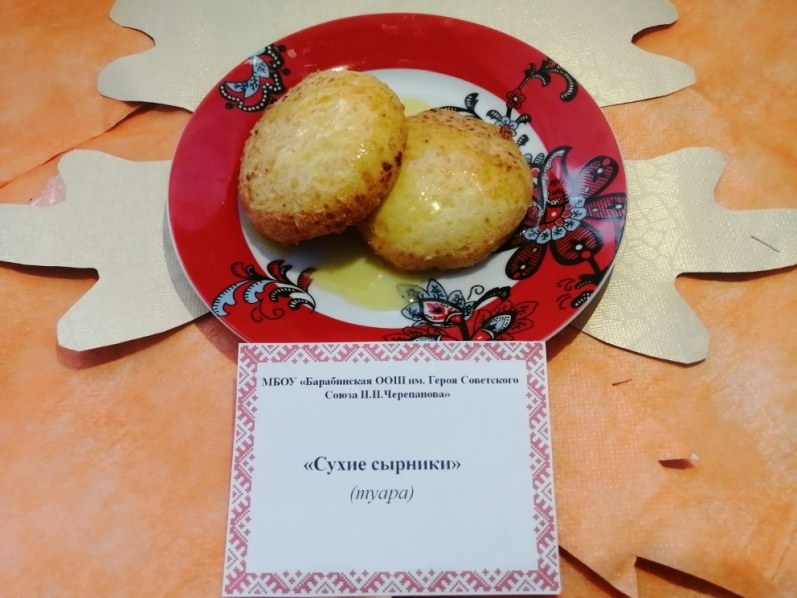 МБОУ «Барабинская ООШ им. Героя Советского
Союза П.П.Черепанова»
«Сухие сырники»
(туара)